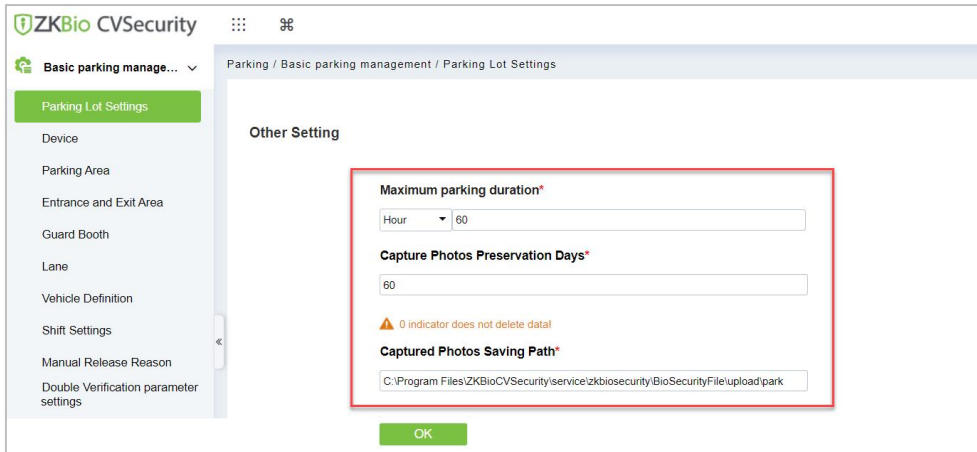 ZKBio CVSecurity
Basic parking manage...
Parking / Basic parking management / Parking Lot Settings
Parking Lot Settings
Device
Parking Area
Entrance and Exit Area
Guard Booth
Lane
Vehicle Definition
Shift Settings
Manual Release Reason
Double Verification parameter
settings
Other Setting
Maximum parking duration*
Hour 60
Capture Photos Preservation Days*
60
0 indicator does not delete data!
Captured Photos Saving Path*
C:\Program Files\ZKBioCVSecurity\service\zkbiosecurity\BioSecurityFile\upload\park
OK